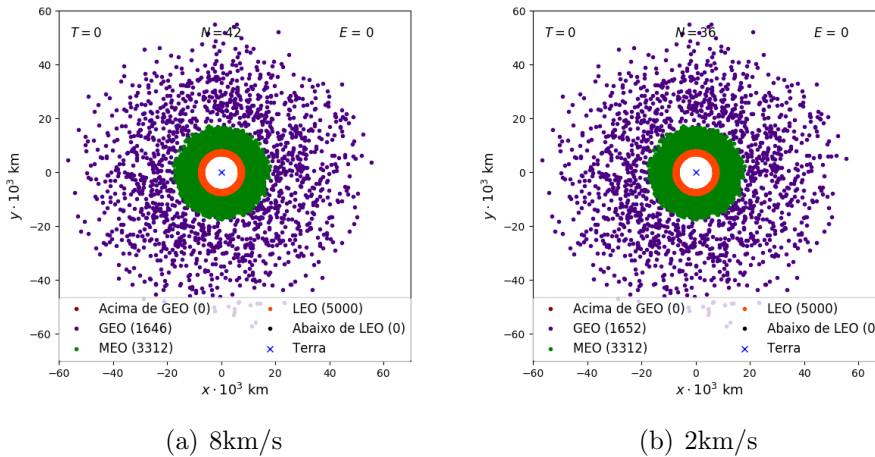 T = 0 N = 42 E = 0
60
40
20
0
−20
−40
−60
y · 10³ km
Acima de GEO (0) LEO (5000)
GEO (1646) Abaixo de LEO (0)
MEO (3312) Terra
−60 −40 −20 0 20 40 60
x · 10³ km
(a) 8km/s
T = 0 N = 36 E = 0
60
40
20
0
−20
−40
−60
y · 10³ km
Acima de GEO (0) LEO (5000)
GEO (1652) Abaixo de LEO (0
MEO (3312) Terra
−60 −40 −20 0 20 40 60
x · 10³ km
(b) 2km/s